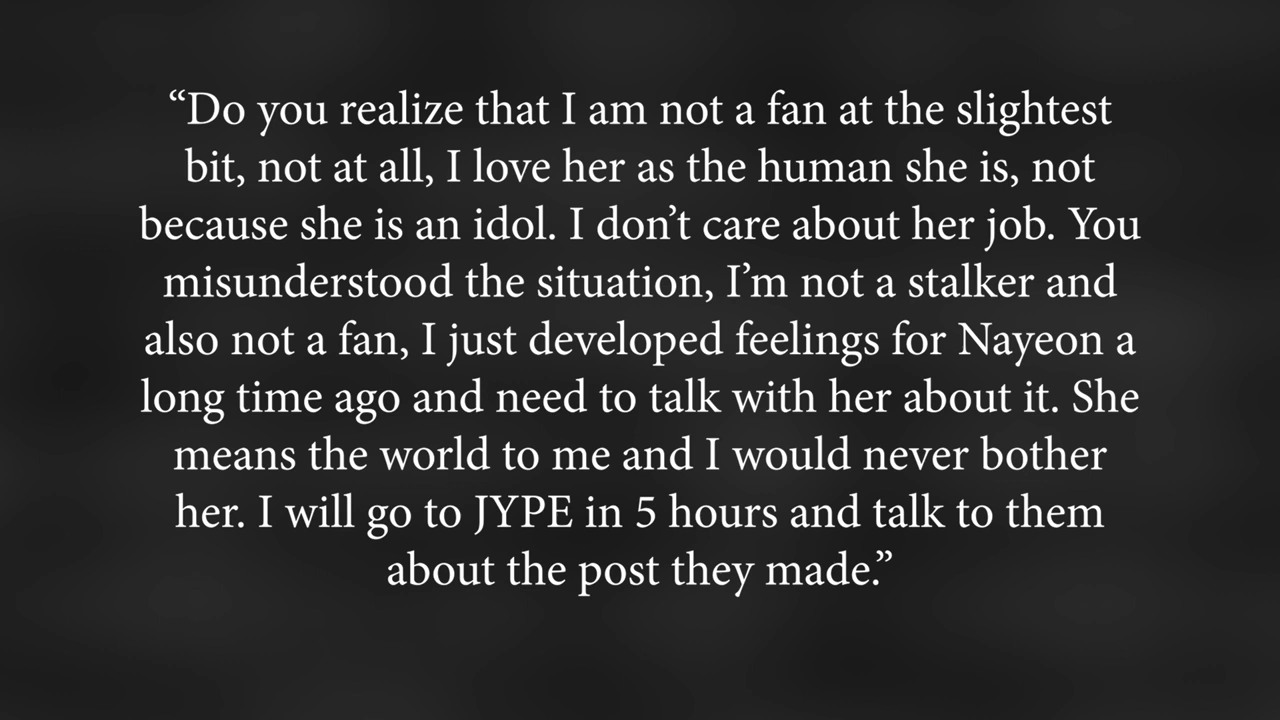 “Do you realize that I am not a fan at the slightest
bit, not at all, I love her as the human she is, not
because she is an idol. I don’t care about her job. You
misunderstood the situation, I’m not a stalker and
also not a fan, I just developed feelings for Nayeon a
long time ago and need to talk with her about it. She
means the world to me and I would never bother
her. I will go to JYPE in 5 hours and talk to them
about the post they made.”